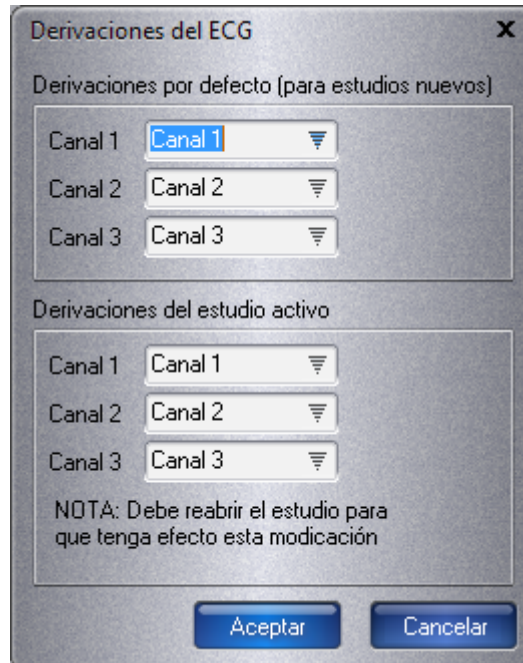 Derivaciones del ECG x
Derivaciones por defecto (para estudios nuevos)
Canal 1 Canal 1
Canal 2 Canal 2
Canal 3 Canal 3
Derivaciones del estudio activo
Canal 1 Canal 1
Canal 2 Canal 2
Canal 3 Canal 3
NOTA: Debe reabrir el estudio para
que tenga efecto esta modicación
Aceptar Cancelar